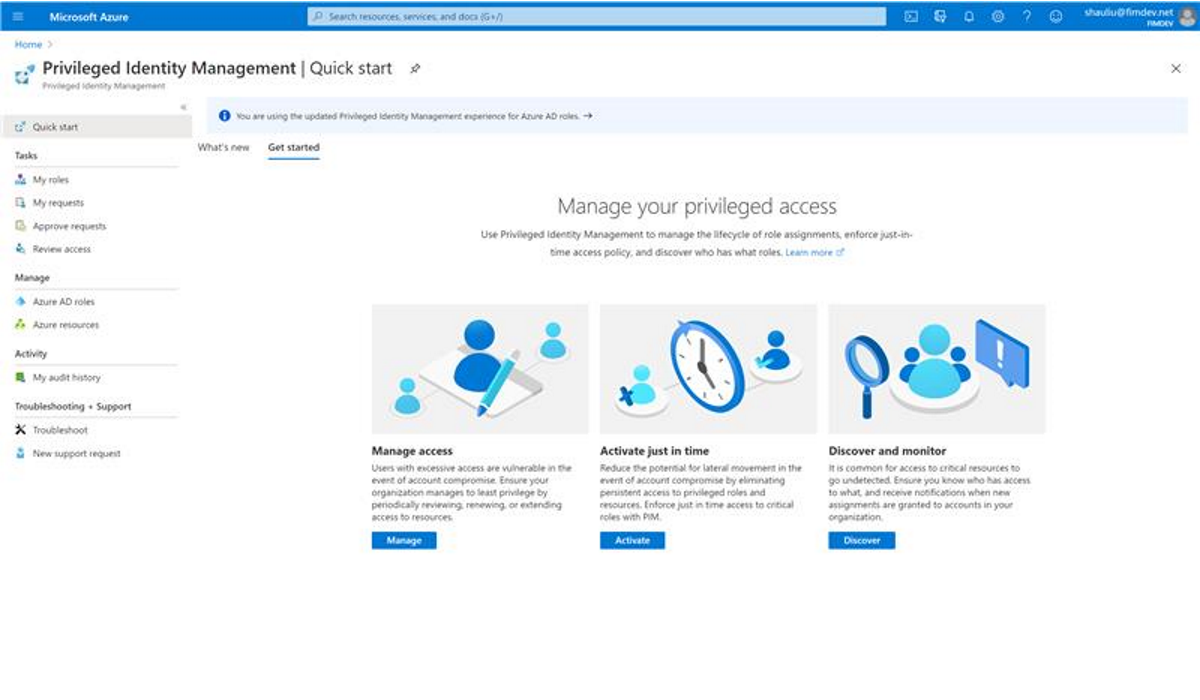 Microsoft Azure
Search resources, services, and docs (G+/)
shauliu@fimdev.net
FIMDEV
Home
Privileged Identity Management | Quick start
Privileged Identity Management
Quick start
Tasks
My roles
My requests
Approve requests
Review access
Manage
Azure AD roles
Azure resources
Activity
My audit history
Troubleshooting + Support
Troubleshoot
New support request
You are using the updated Privileged Identity Management experience for Azure AD roles. →
What's new
Get started
Manage your privileged access
Use Privileged Identity Management to manage the lifecycle of role assignments, enforce just-in-
time access policy, and discover who has what roles. Learn more
Manage access
Users with excessive access are vulnerable in the
event of account compromise. Ensure your
organization manages to least privilege by
periodically reviewing, renewing, or extending
access to resources.
Manage
Activate just in time
Reduce the potential for lateral movement in the
event of account compromise by eliminating
persistent access to privileged roles and
resources. Enforce just in time access to critical
roles with PIM.
Activate
Discover and monitor
It is common for access to critical resources to
go undetected. Ensure you know who has access
to what, and receive notifications when new
assignments are granted to accounts in your
organization.
Discover